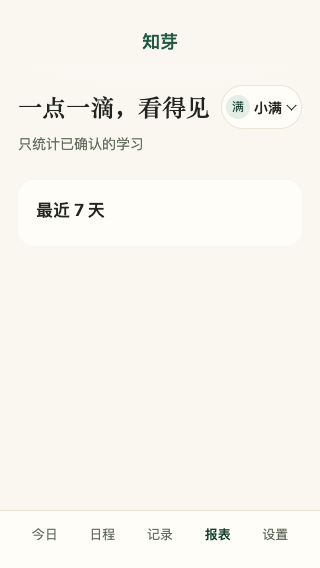 知芽
一点一滴，看得见
满 小满
只统计已确认的学习
最近 7 天
今日 日程 记录 报表 设置